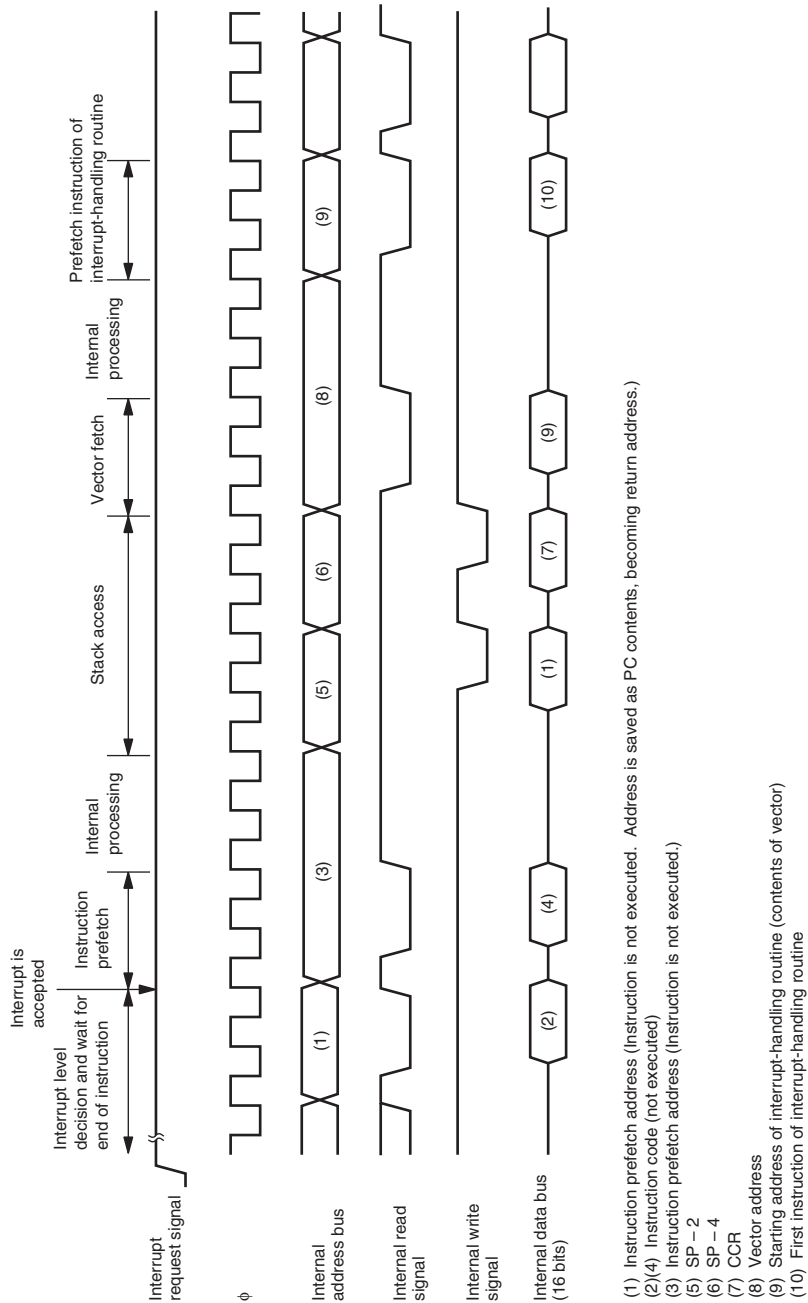 Interrupt is
accepted
Interrupt level
decision and wait for
end of instruction
Instruction
prefetch
Internal
processing
Stack access
Vector fetch
Internal
processing
Prefetch instruction of
interrupt-handling routine
Interrupt
request signal
φ
Internal
address bus
(1)
(3)
(5)
(6)
(8)
(9)
Internal read
signal
Internal write
signal
Internal data bus
(16 bits)
(2)
(4)
(1)
(7)
(9)
(10)
(1) Instruction prefetch address (Instruction is not executed. Address is saved as PC contents, becoming return address.)
(2)(4) Instruction code (not executed)
(3) Instruction prefetch address (Instruction is not executed.)
(5) SP – 2
(6) SP – 4
(7) CCR
(8) Vector address
(9) Starting address of interrupt-handling routine (contents of vector)
(10) First instruction of interrupt-handling routine